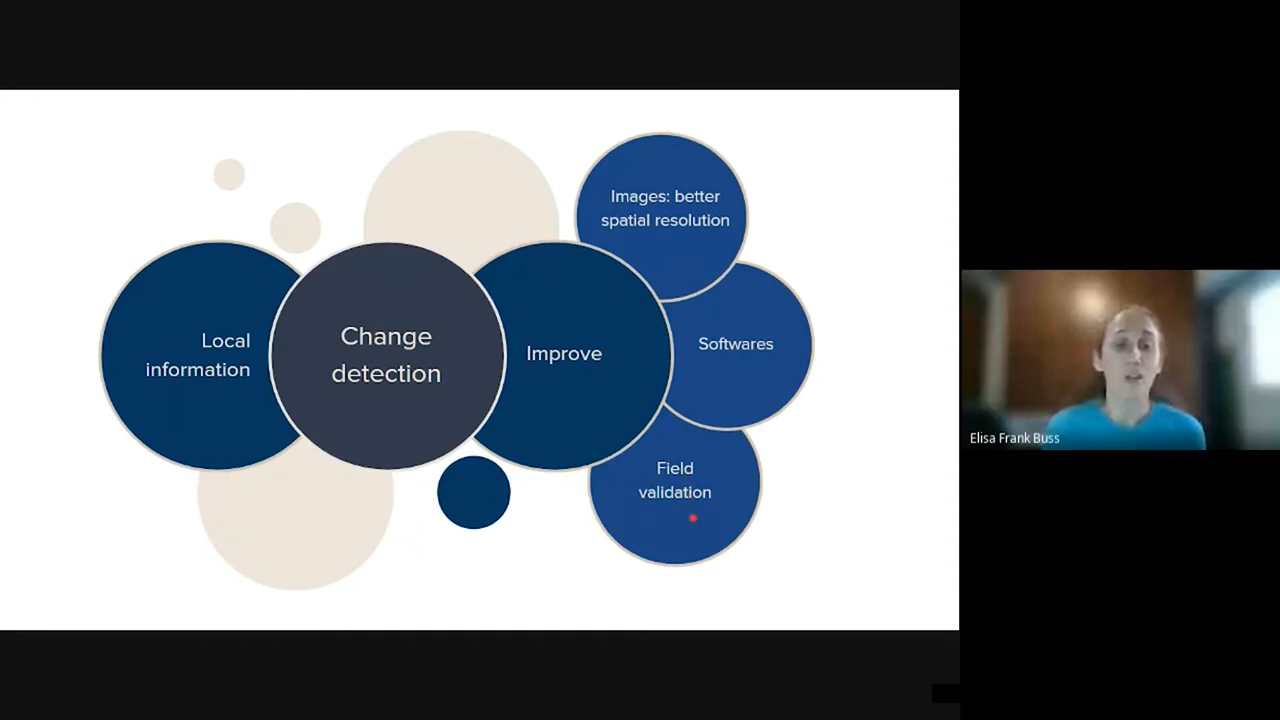 Local
information
Change
detection
Improve
Images: better
spatial resolution
Softwares
Field
validation
Elisa Frank Buss